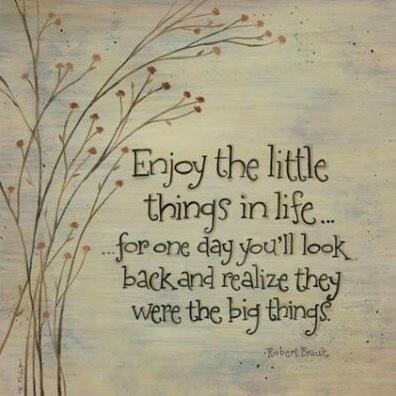 Enjoy the little
things in life...
...for one day you'll look
back and realize they
were the big things.
Robert Brault